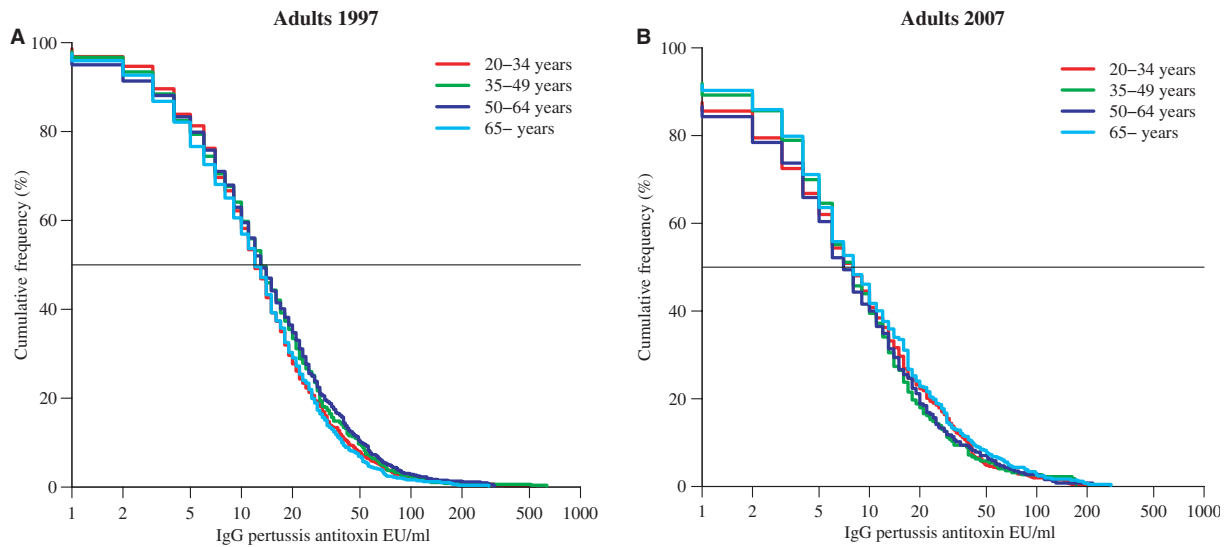 Adults 1997
A
100
80
60
40
20
0
Cumulative frequency (%)
20–34 years
35–49 years
50–64 years
65– years
1 2 5 10 20 50 100 200 500 1000
IgG pertussis antitoxin EU/ml
Adults 2007
B
100
80
60
40
20
0
Cumulative frequency (%)
20–34 years
35–49 years
50–64 years
65– years
1 2 5 10 20 50 100 200 500 1000
IgG pertussis antitoxin EU/ml